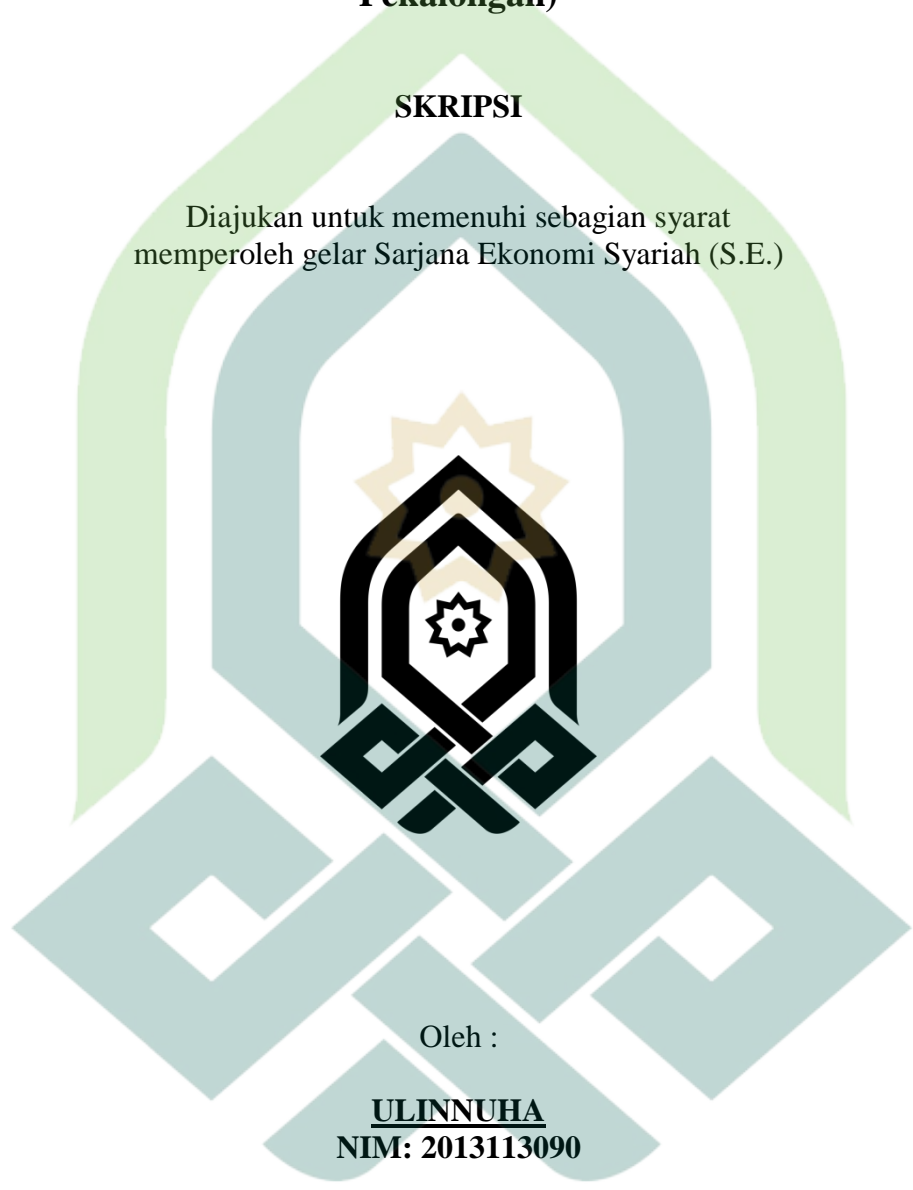 Pekalongan)
SKRIPSI
Diajukan untuk memenuhi sebagian syarat
memperoleh gelar Sarjana Ekonomi Syariah (S.E.)
Oleh :
ULINNUHA
NIM: 2013113090